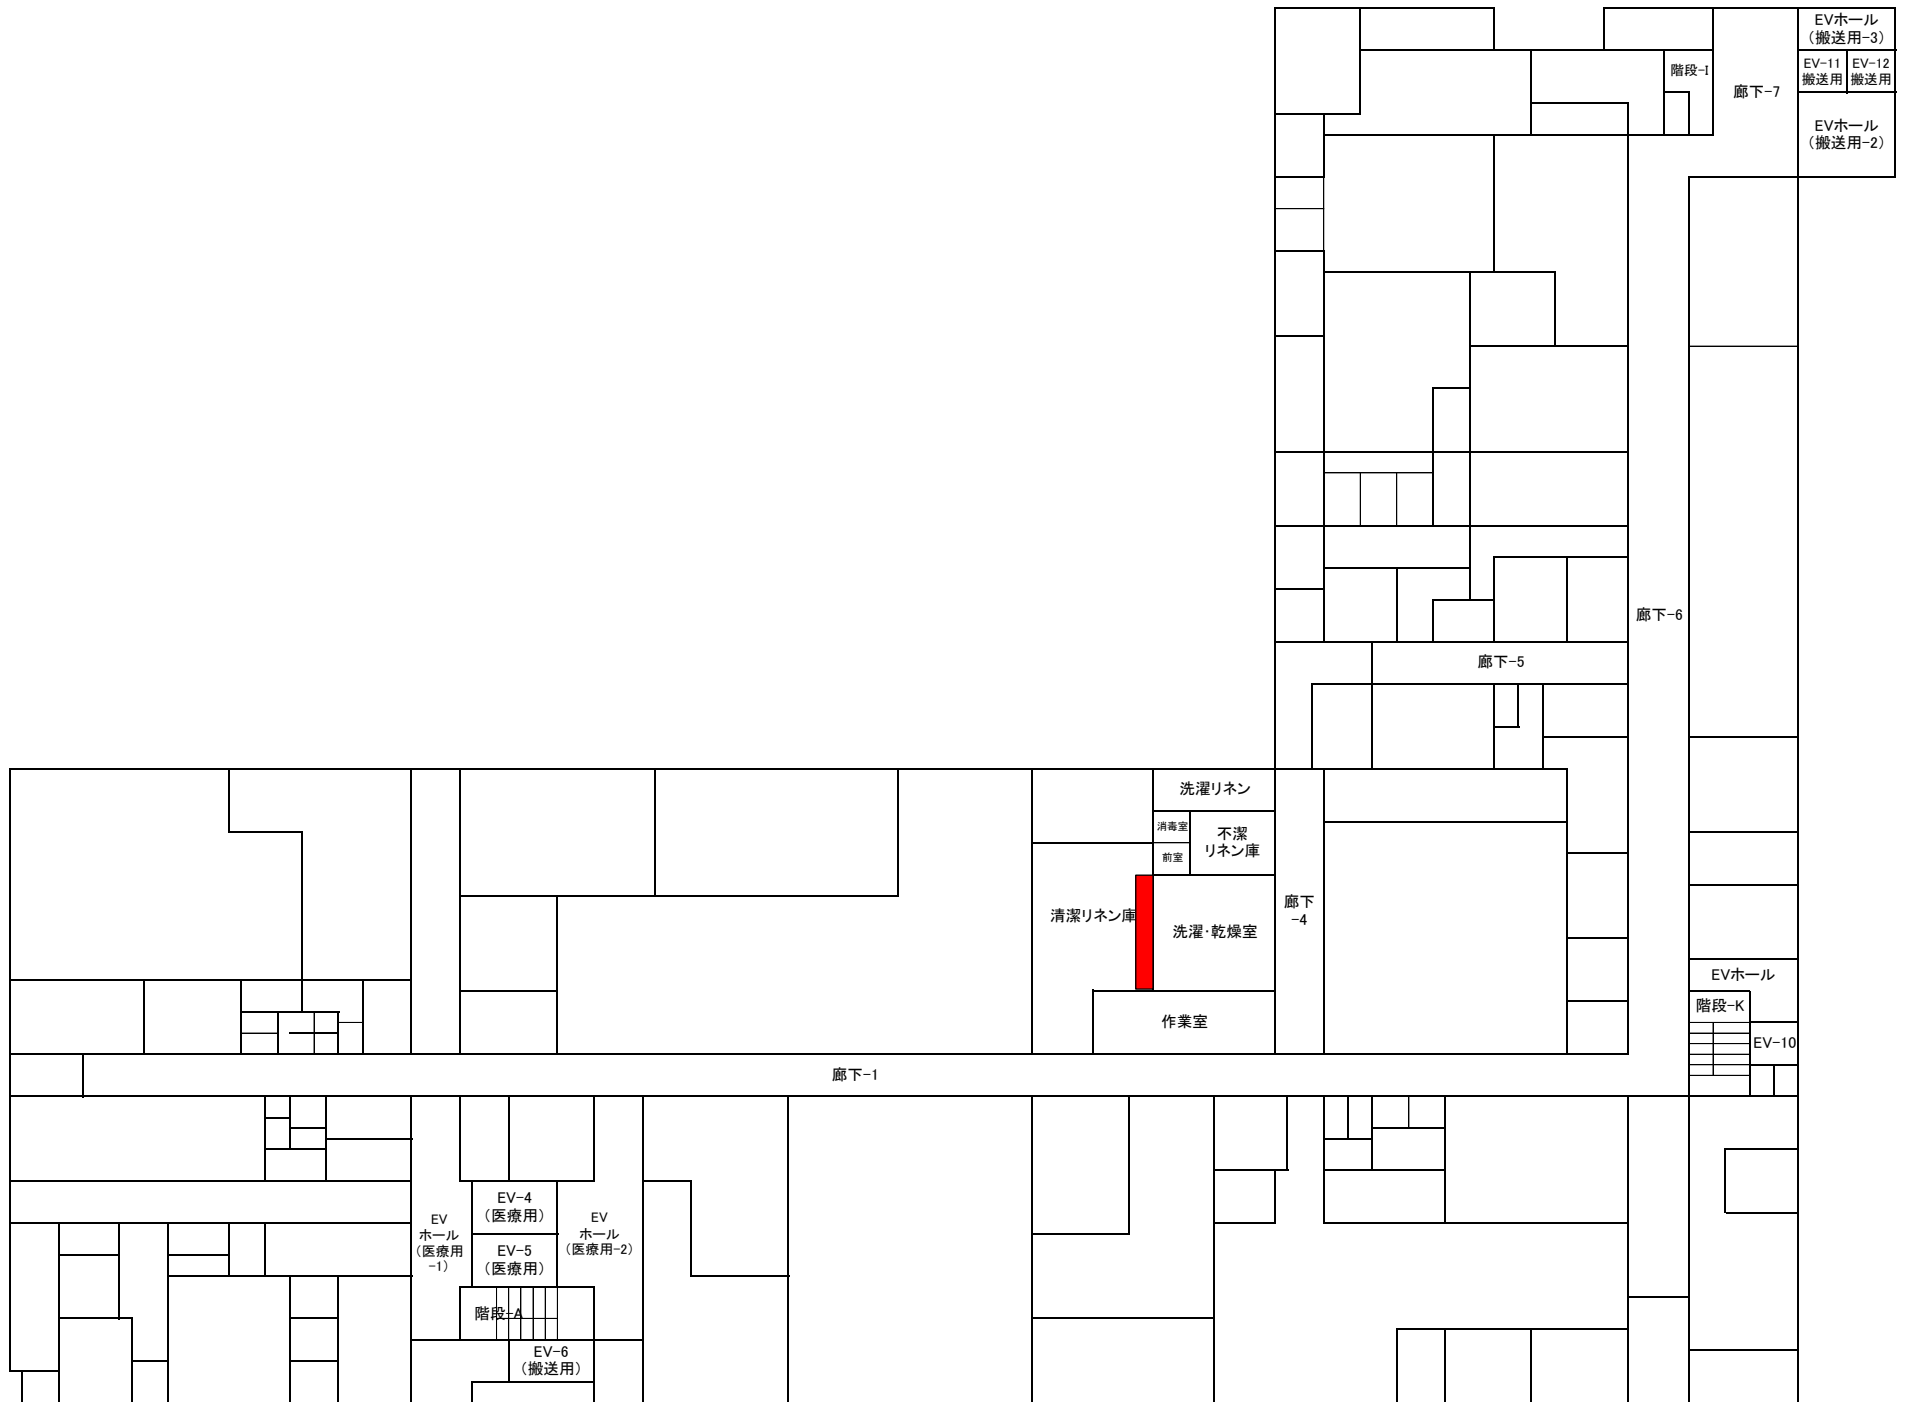 EVホール
（搬送用-3）
階段-I
EV-11
搬送用
EV-12
搬送用
廊下-7
EVホール
（搬送用-2）
廊下-6
廊下-5
洗濯リネン
消毒室
不潔
リネン庫
前室
清潔リネン庫
洗濯・乾燥室
廊下
-4
作業室
EVホール
階段-K
EV-10
廊下-1
EV-4
（医療用）
EV
ホール
（医療用
-1）
EV
ホール
（医療用-2）
EV-5
（医療用）
階段-A
EV-6
（搬送用）